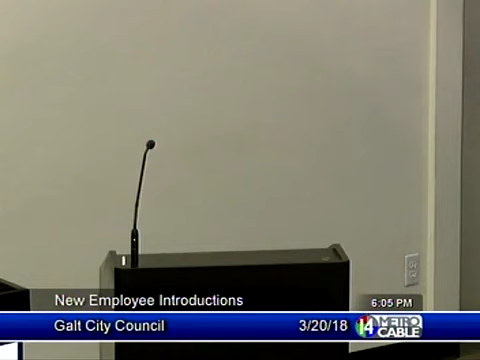 New Employee Introductions
6:05 PM
Galt City Council
3/20/18
14 METRO CABLE